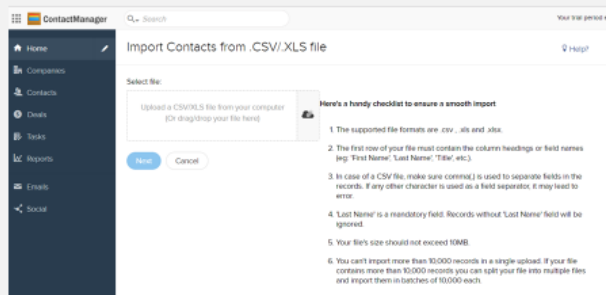 ContactManager
Search
Your trial period
Home
Import Contacts from .CSV/.XLS file
Help?
Companies
Contacts
Deals
Tasks
Reports
Emails
Social
Select file:
Upload a CSV/XLS file from your computer
(Or drag/drop your file here)
Next
Cancel
Here's a handy checklist to ensure a smooth import
1. The supported file formats are .csv , .xls and .xlsx.
2. The first row of your file must contain the column headings or field names
(eg: 'First Name', 'Last Name', 'Title', etc.).
3. In case of a CSV file, make sure comma(,) is used to separate fields in the
records. If any other character is used as a field separator, it may lead to
error.
4. 'Last Name' is a mandatory field. Records without 'Last Name' field will be
ignored.
5. Your file's size should not exceed 10MB.
6. You can't import more than 10,000 records in a single upload. If your file
contains more than 10,000 records you can split your file into multiple files
and import them in batches of 10,000 each.